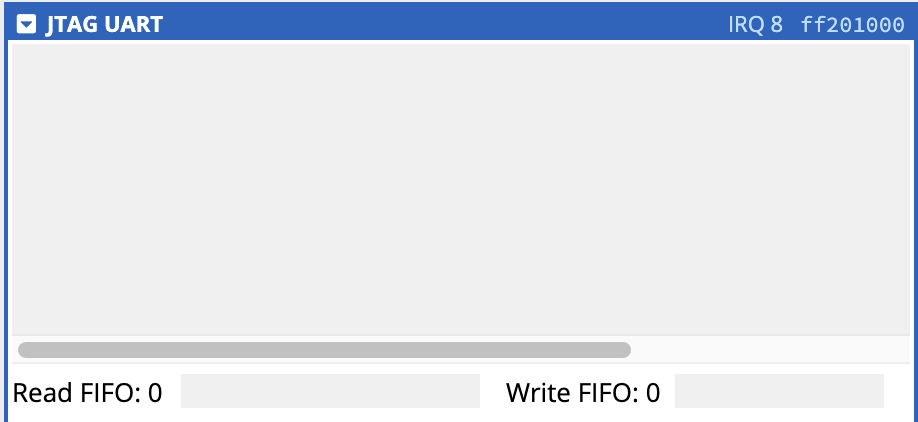 JTAG UART IRQ 8 ff201000
Read FIFO: 0 Write FIFO: 0